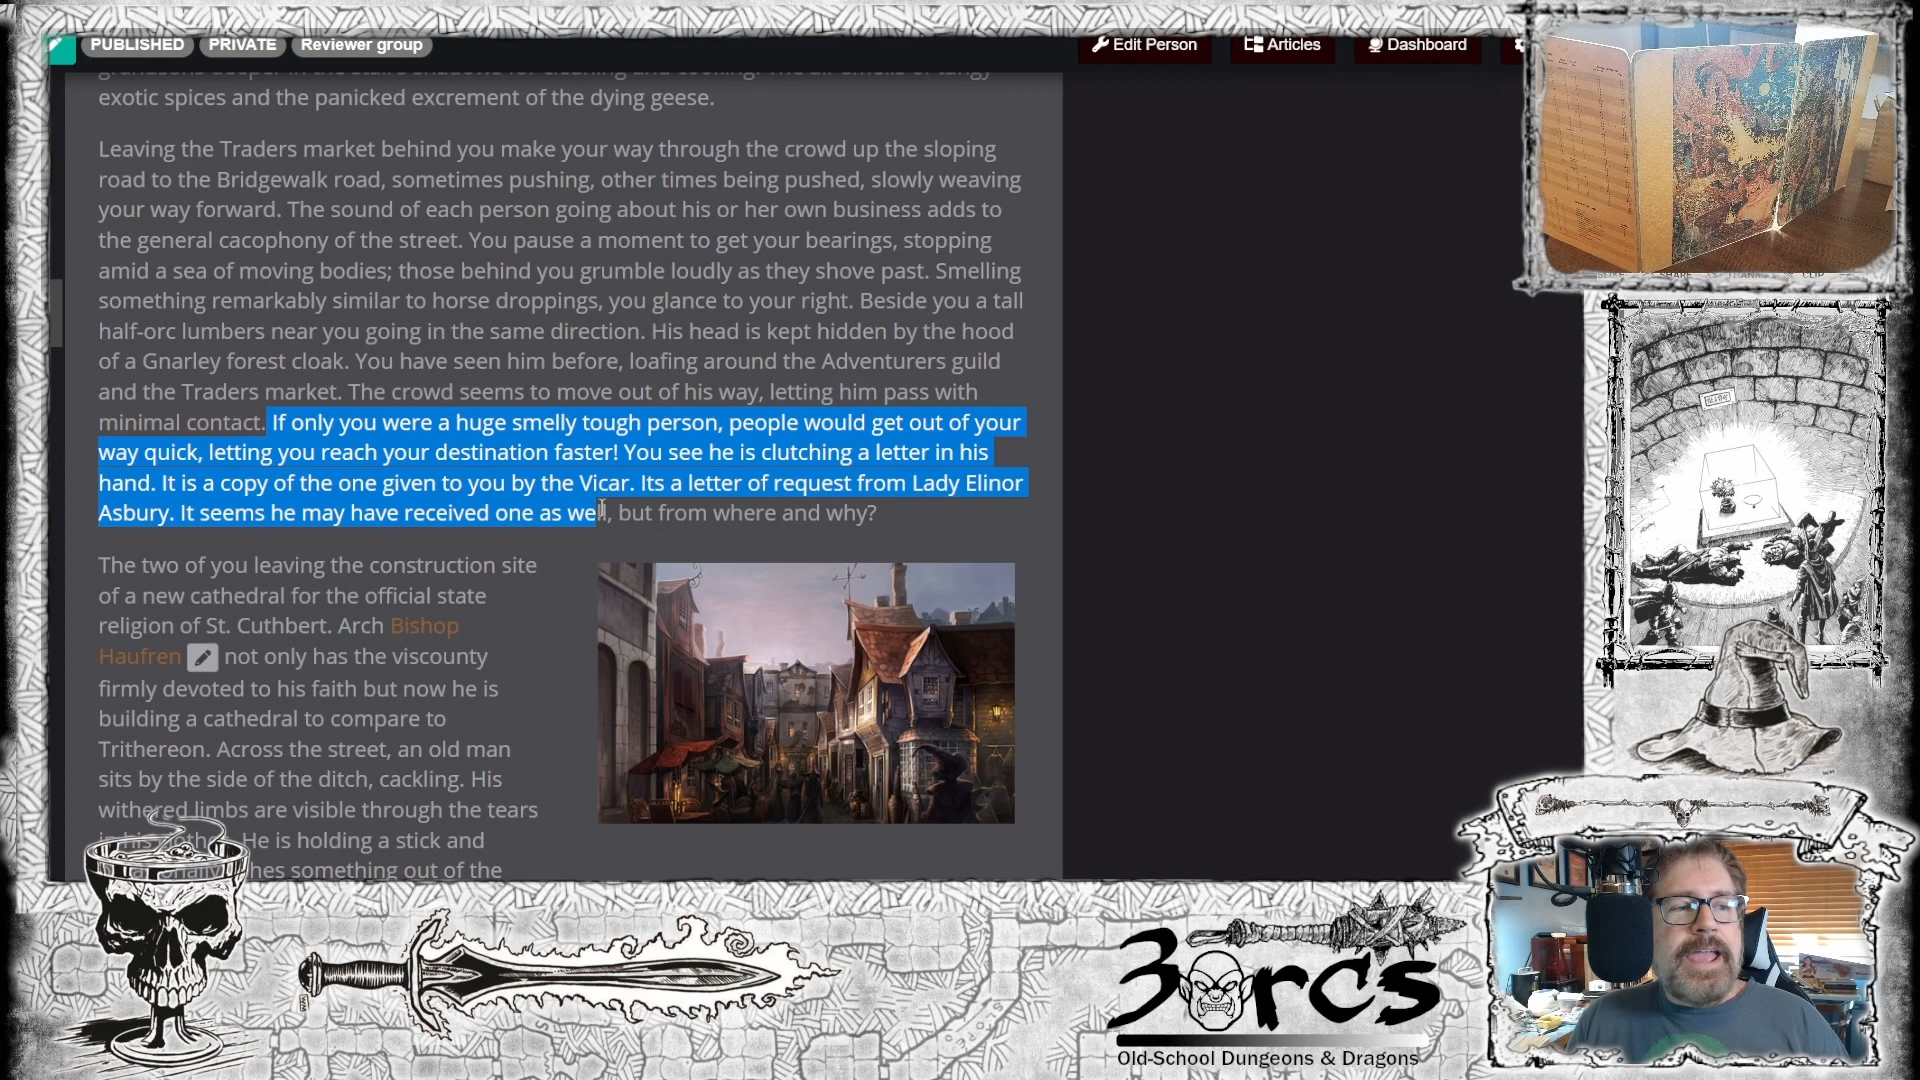 PUBLISHED PRIVATE Reviewer group
Edit Person Articles Dashboard
exotic spices and the panicked excrement of the dying geese.
Leaving the Traders market behind you make your way through the crowd up the sloping
road to the Bridgewalk road, sometimes pushing, other times being pushed, slowly weaving
your way forward. The sound of each person going about his or her own business adds to
the general cacophony of the street. You pause a moment to get your bearings, stopping
amid a sea of moving bodies; those behind you grumble loudly as they shove past. Smelling
something remarkably similar to horse droppings, you glance to your right. Beside you a tall
half-orc lumbers near you going in the same direction. His head is kept hidden by the hood
of a Gnarley forest cloak. You have seen him before, loafing around the Adventurers guild
and the Traders market. The crowd seems to move out of his way, letting him pass with
minimal contact. If only you were a huge smelly tough person, people would get out of your
way quick, letting you reach your destination faster! You see he is clutching a letter in his
hand. It is a copy of the one given to you by the Vicar. Its a letter of request from Lady Elinor
Asbury. It seems he may have received one as well, but from where and why?
The two of you leaving the construction site
of a new cathedral for the official state
religion of St. Cuthbert. Arch Bishop
Haufren not only has the viscounty
firmly devoted to his faith but now he is
building a cathedral to compare to
Trithereon. Across the street, an old man
sits by the side of the ditch, cackling. His
withered limbs are visible through the tears
He is holding a stick and
something out of the
3 orcs
Old-School Dungeons & Dragons